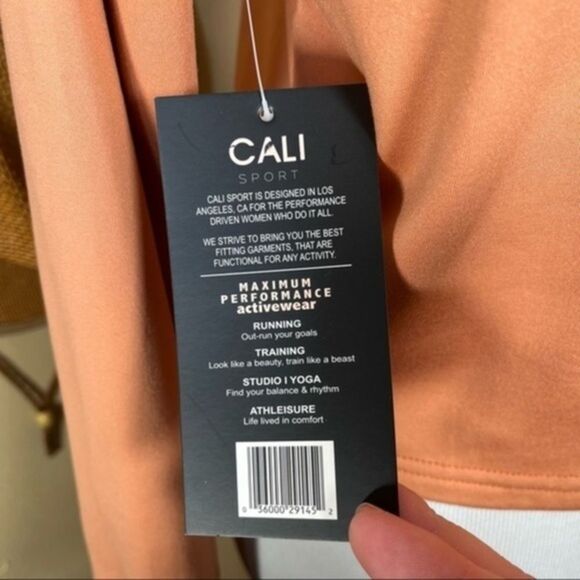 CALI
SPORT
CALI SPORT IS DESIGNED IN LOS
ANGELES, CA FOR THE PERFORMANCE
DRIVEN WOMEN WHO DO IT ALL.
WE STRIVE TO BRING YOU THE BEST
FITTING GARMENTS, THAT ARE
FUNCTIONAL FOR ANY ACTIVITY.
MAXIMUM
PERFORMANCE
activewear
RUNNING
Out-run your goals
TRAINING
Look like a beauty, train like a beast
STUDIO I YOGA
Find your balance & rhythm
ATHLEISURE
Life lived in comfort
0 36000 29145 2